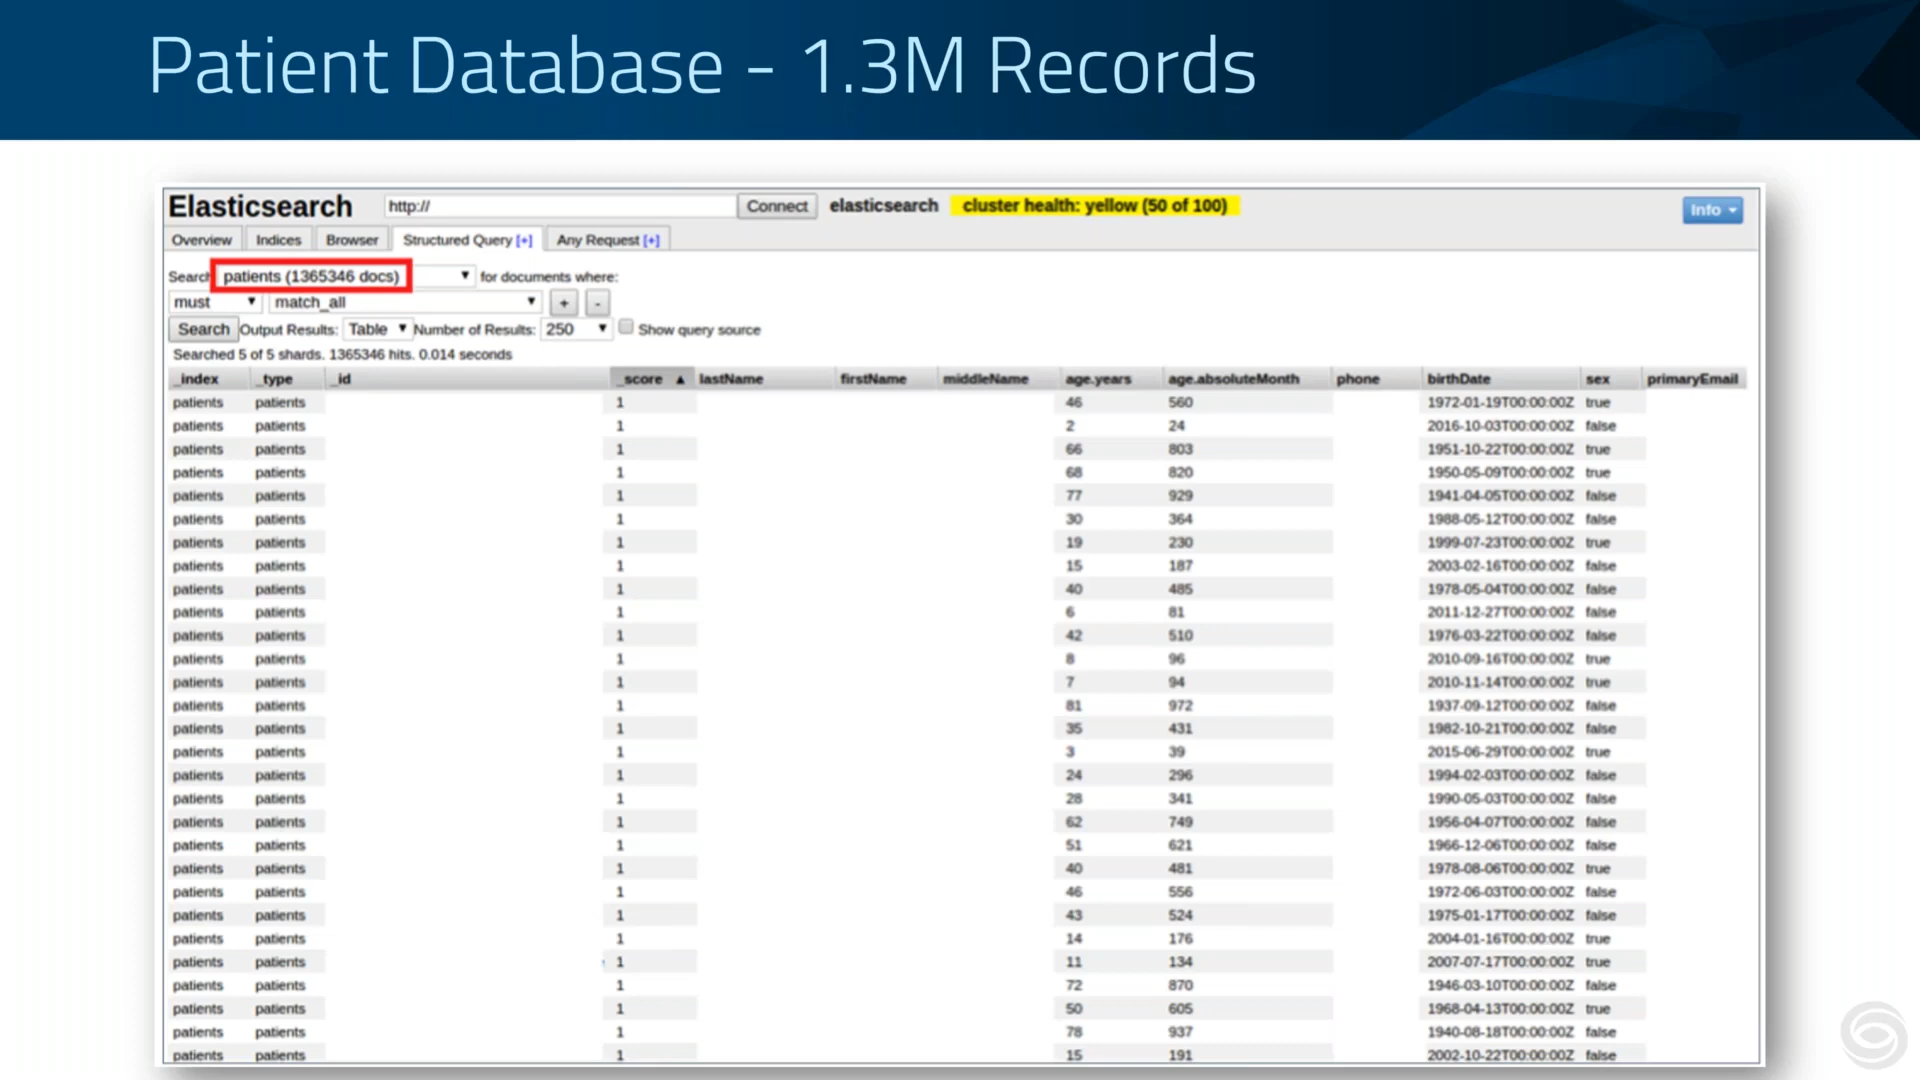 Patient Database - 1.3M Records
Elasticsearch http:// Connect elasticsearch cluster health: yellow (50 of 100) Info
Overview Indices Browser Structured Query [+] Any Request [+]
Search patients (1365346 docs) for documents where:
must match_all + -
Search Output Results: Table Number of Results: 250 Show query source
Searched 5 of 5 shards. 1365346 hits. 0.014 seconds
_index _type _id _score ▲ lastName firstName middleName age.years age.absoluteMonth phone birthDate sex primaryEmail
patients patients 1 46 560 1972-01-19T00:00:00Z true
patients patients 1 2 24 2016-10-03T00:00:00Z false
patients patients 1 66 803 1951-10-22T00:00:00Z true
patients patients 1 68 820 1950-05-09T00:00:00Z true
patients patients 1 77 929 1941-04-05T00:00:00Z false
patients patients 1 30 364 1988-05-12T00:00:00Z false
patients patients 1 19 230 1999-07-23T00:00:00Z true
patients patients 1 15 187 2003-02-16T00:00:00Z false
patients patients 1 40 485 1978-05-04T00:00:00Z false
patients patients 1 6 81 2011-12-27T00:00:00Z false
patients patients 1 42 510 1976-03-22T00:00:00Z false
patients patients 1 8 96 2010-09-16T00:00:00Z true
patients patients 1 7 94 2010-11-14T00:00:00Z true
patients patients 1 81 972 1937-09-12T00:00:00Z false
patients patients 1 35 431 1982-10-21T00:00:00Z false
patients patients 1 3 39 2015-06-29T00:00:00Z true
patients patients 1 24 296 1994-02-03T00:00:00Z false
patients patients 1 28 341 1990-05-03T00:00:00Z false
patients patients 1 62 749 1956-04-07T00:00:00Z false
patients patients 1 51 621 1966-12-06T00:00:00Z false
patients patients 1 40 481 1978-08-06T00:00:00Z true
patients patients 1 46 556 1972-06-03T00:00:00Z false
patients patients 1 43 524 1975-01-17T00:00:00Z false
patients patients 1 14 176 2004-01-16T00:00:00Z true
patients patients 1 11 134 2007-07-17T00:00:00Z true
patients patients 1 72 870 1946-03-10T00:00:00Z false
patients patients 1 50 605 1968-04-13T00:00:00Z true
patients patients 1 78 937 1940-08-18T00:00:00Z false
patients patients 1 15 191 2002-10-22T00:00:00Z false